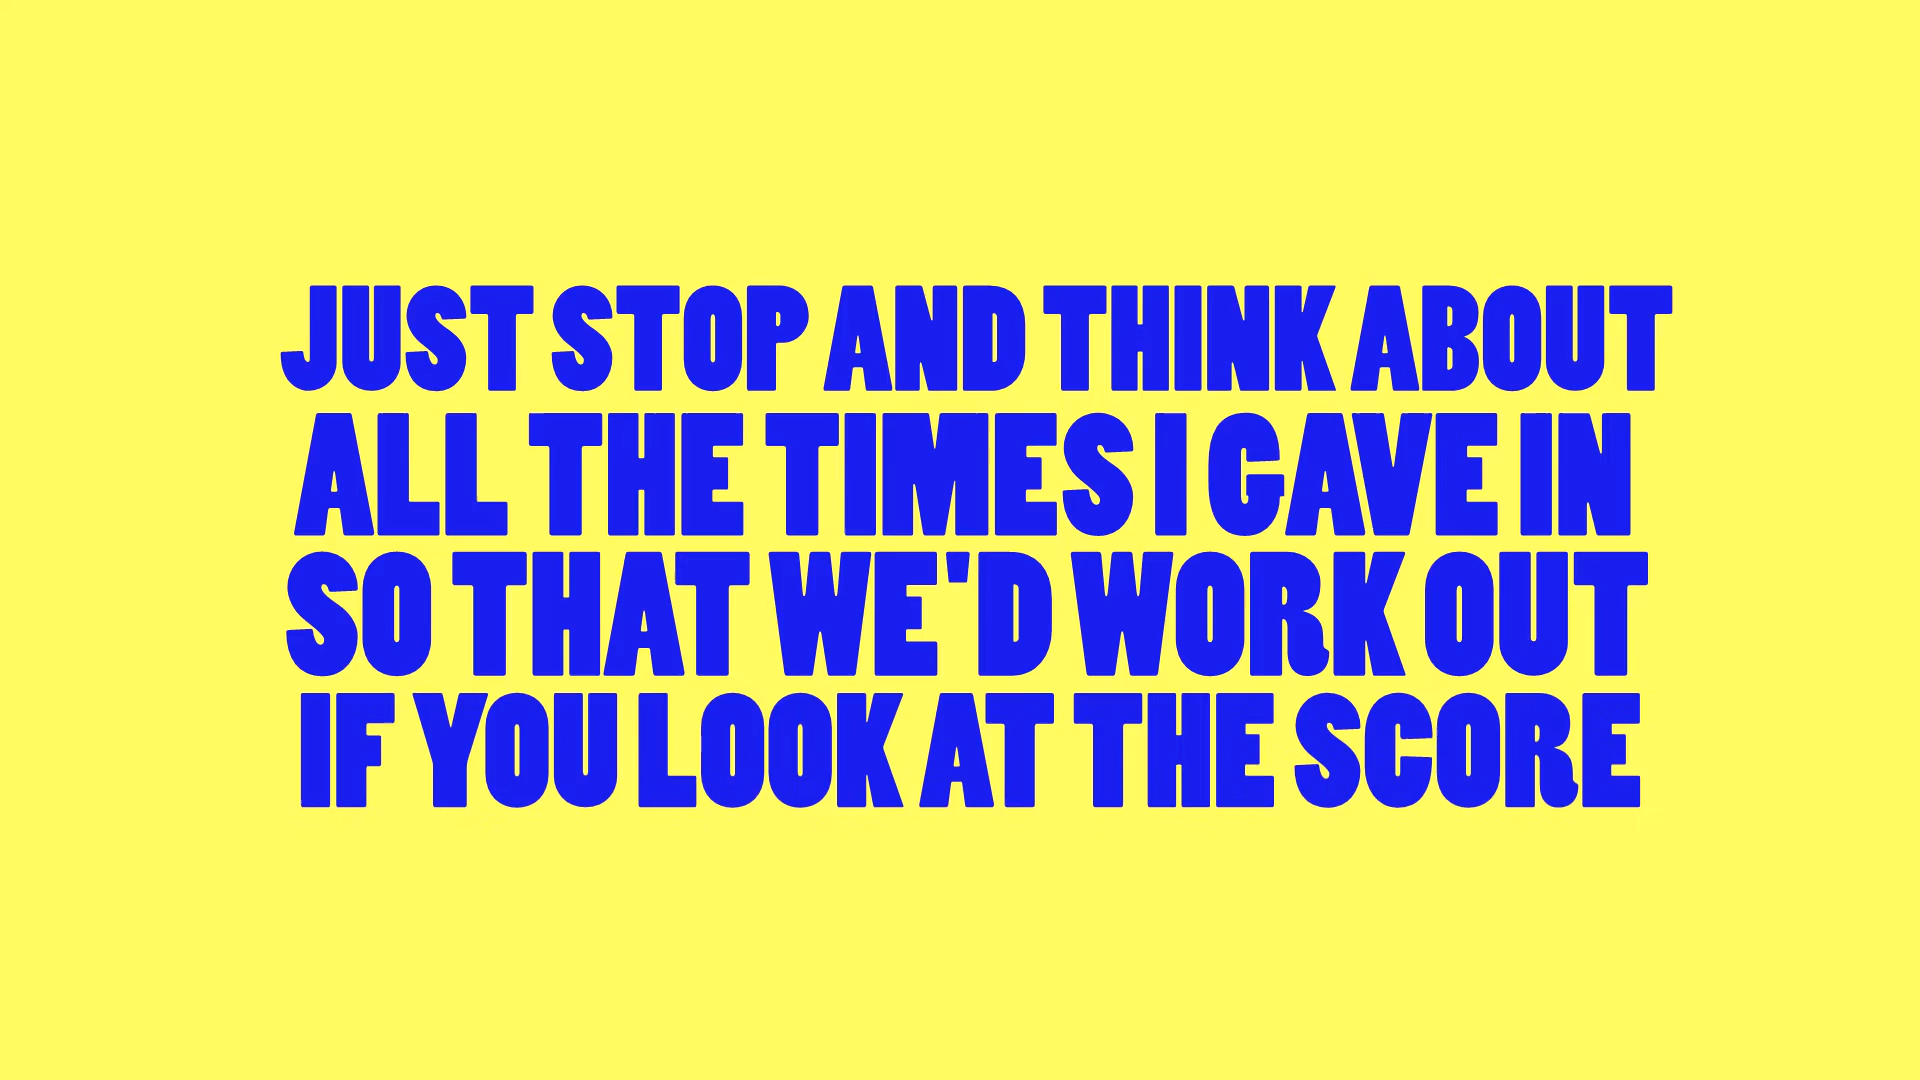 JUST STOP AND THINK ABOUT
ALL THE TIMES I GAVE IN
SO THAT WE'D WORK OUT
IF YOU LOOK AT THE SCORE